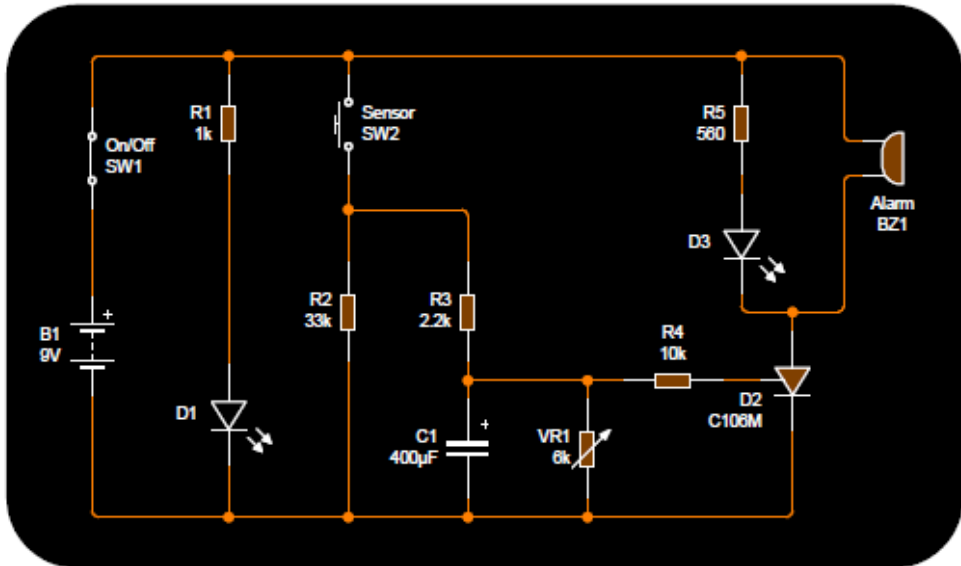 R1
1k
Sensor
SW2
R5
560
On/Off
SW1
Alarm
BZ1
D3
+
B1
9V
R2
33k
R3
2.2k
R4
10k
D1
D2
C106M
+
C1
400µF
VR1
6k